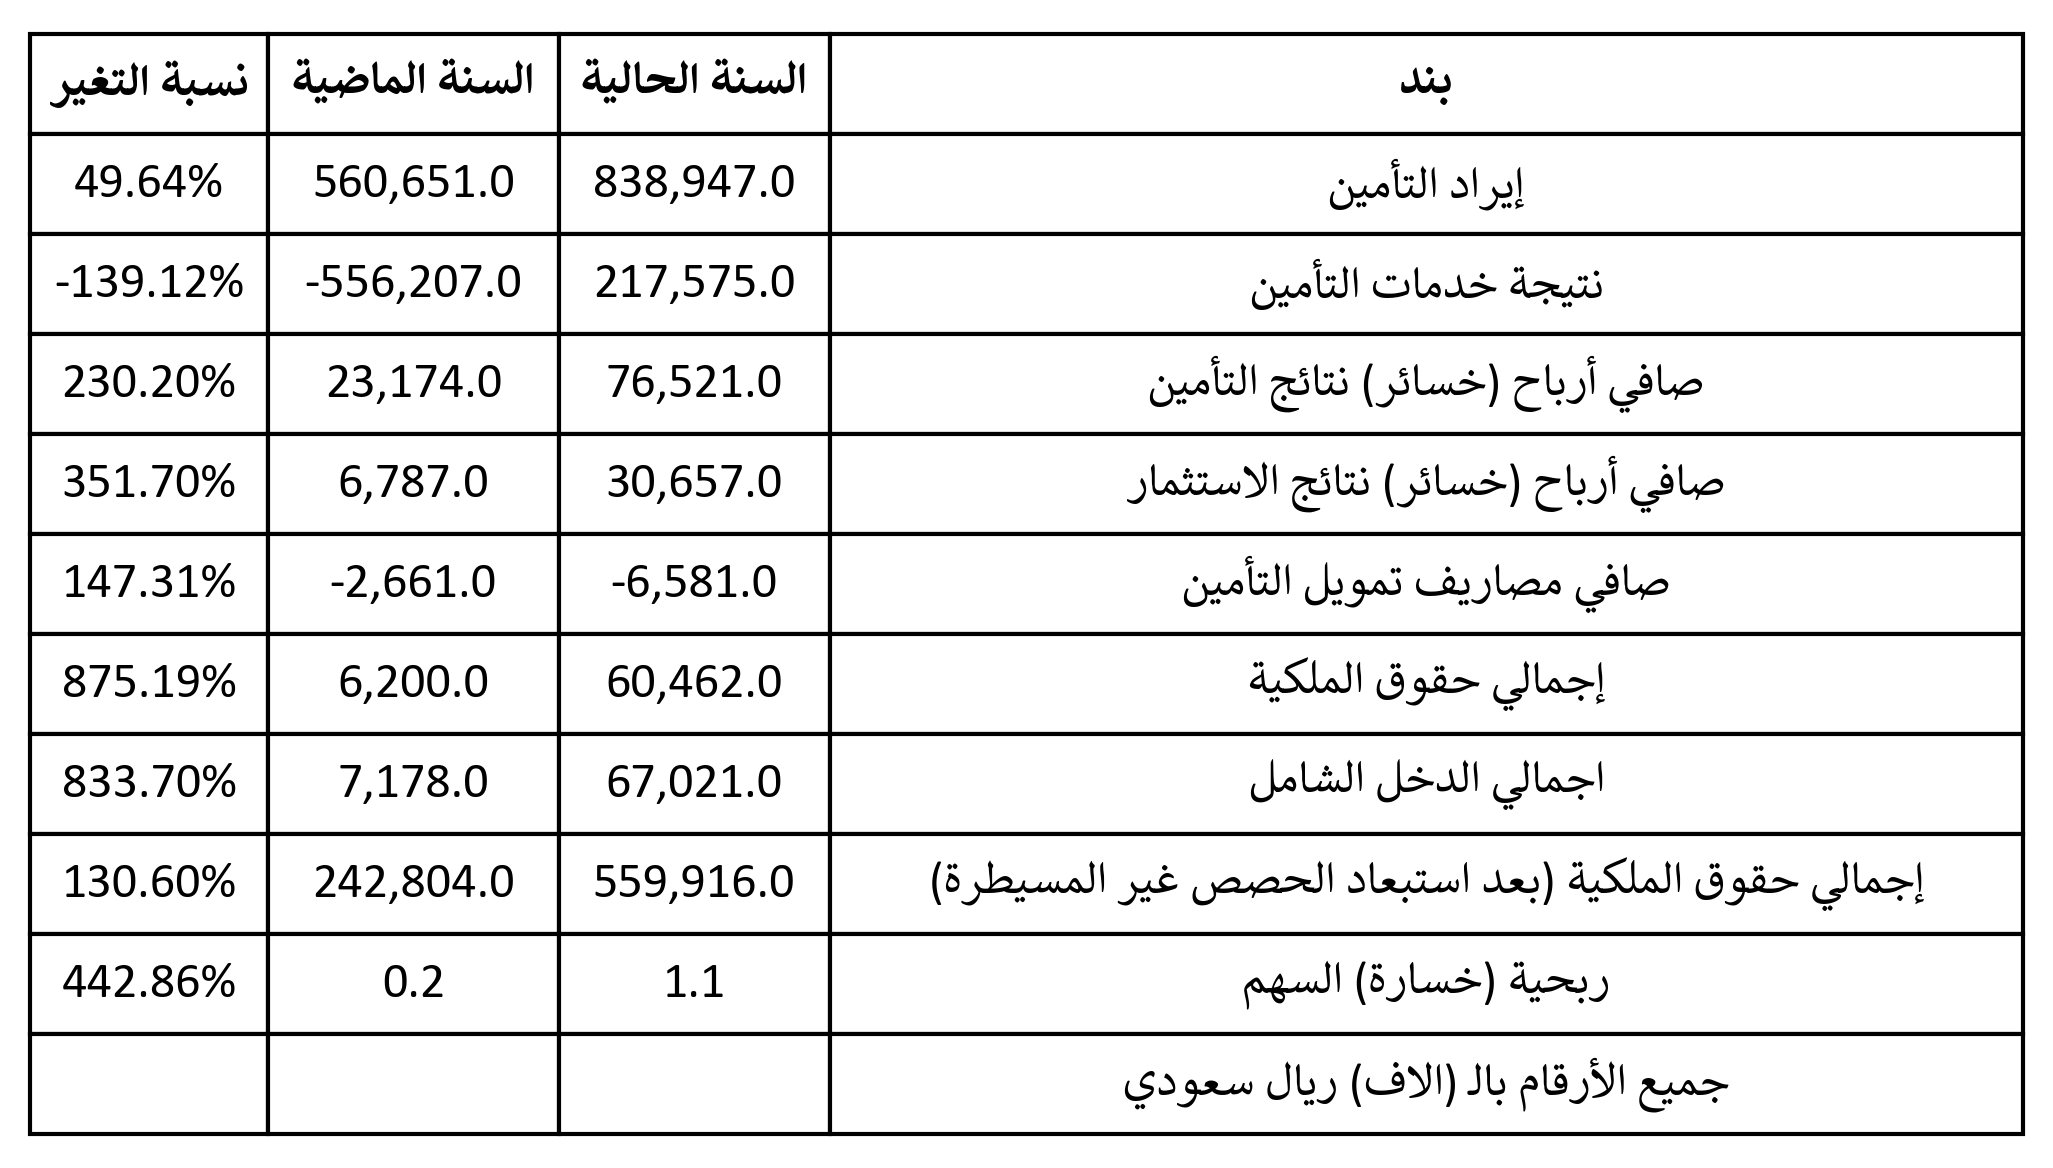 بند السنة الحالية السنة الماضية نسبة التغير
إيراد التأمين 838,947.0 560,651.0 49.64%
نتيجة خدمات التأمين 217,575.0 -556,207.0 -139.12%
صافي أرباح (خسائر) نتائج التأمين 76,521.0 23,174.0 230.20%
صافي أرباح (خسائر) نتائج الاستثمار 30,657.0 6,787.0 351.70%
صافي مصاريف تمويل التأمين -6,581.0 -2,661.0 147.31%
إجمالي حقوق الملكية 60,462.0 6,200.0 875.19%
اجمالي الدخل الشامل 67,021.0 7,178.0 833.70%
إجمالي حقوق الملكية (بعد استبعاد الحصص غير المسيطرة) 559,916.0 242,804.0 130.60%
ربحية (خسارة) السهم 1.1 0.2 442.86%
جميع الأرقام بالـ (الاف) ريال سعودي